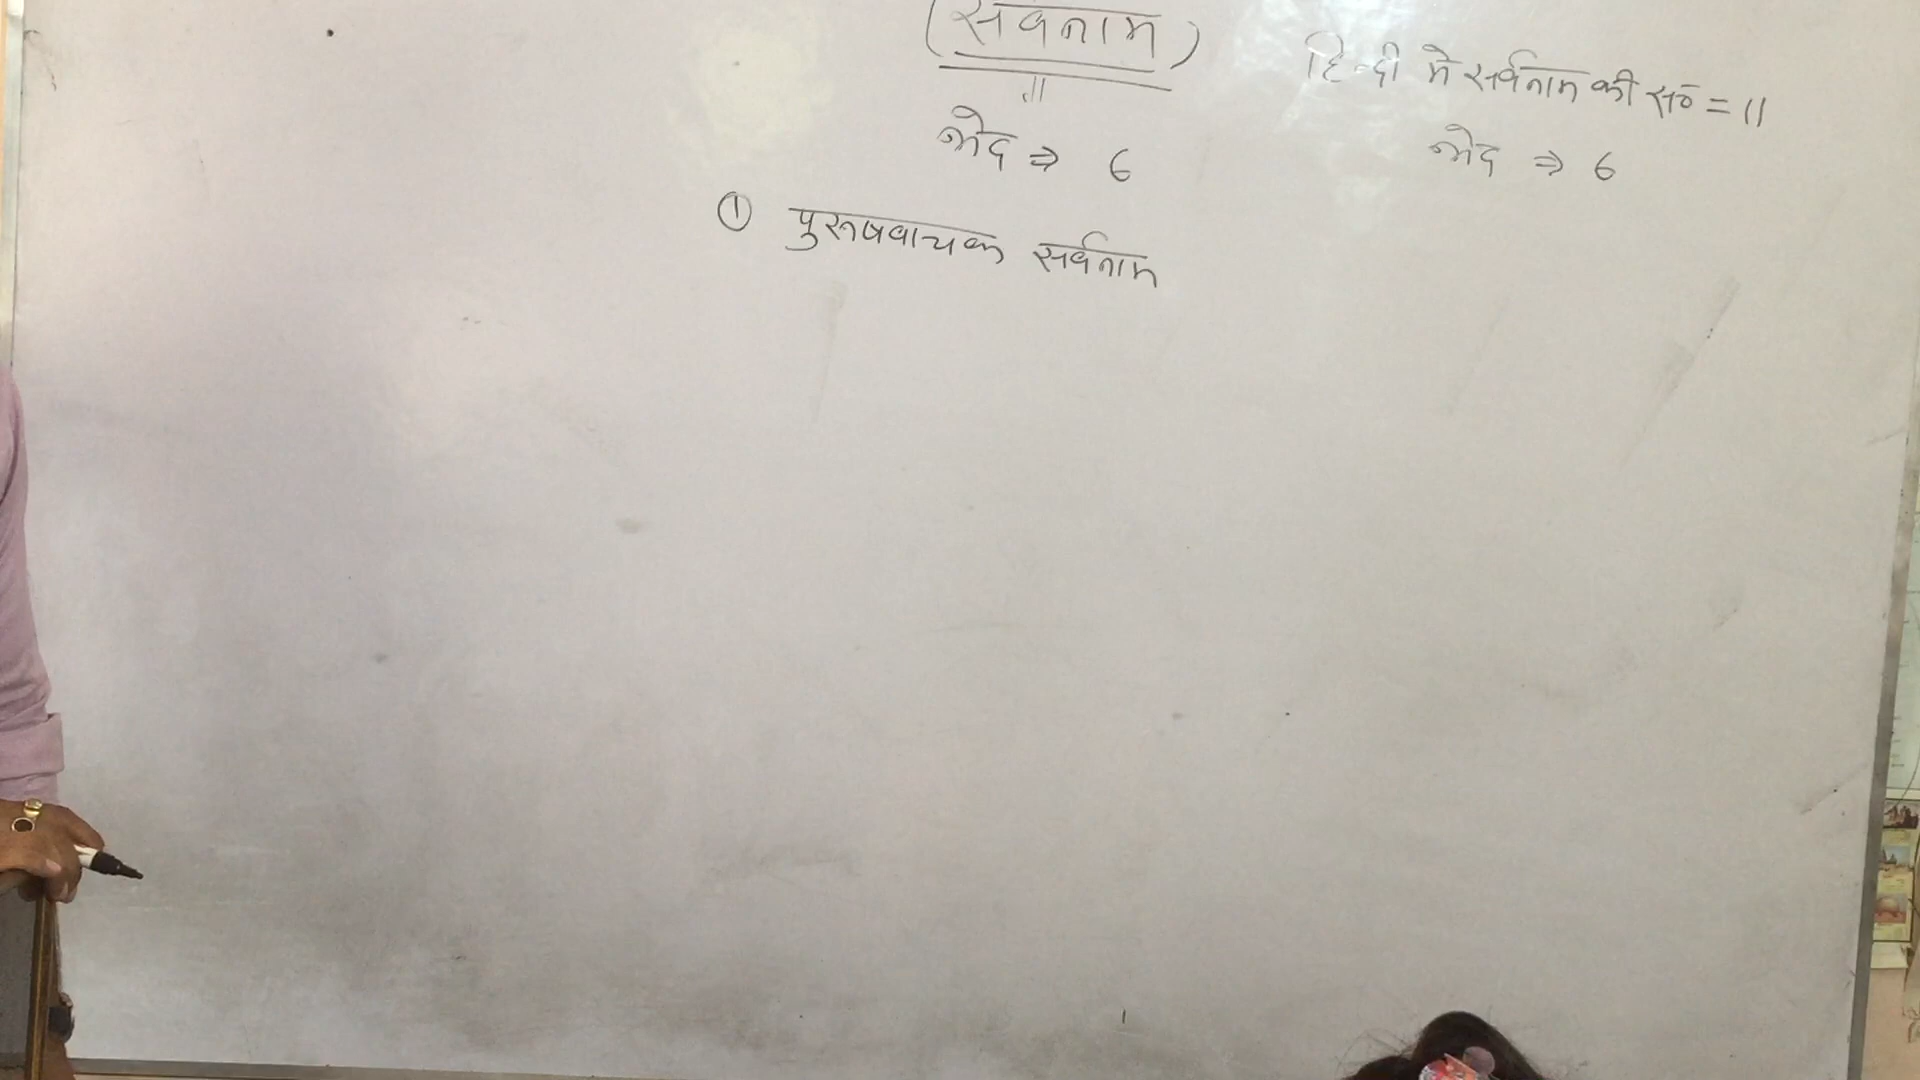 (सर्वनाम)
भेद ⇒ 6
① पुरूषवाचक सर्वनाम
हिन्दी मे सर्वनाम की सं० = 11
भेद ⇒ 6